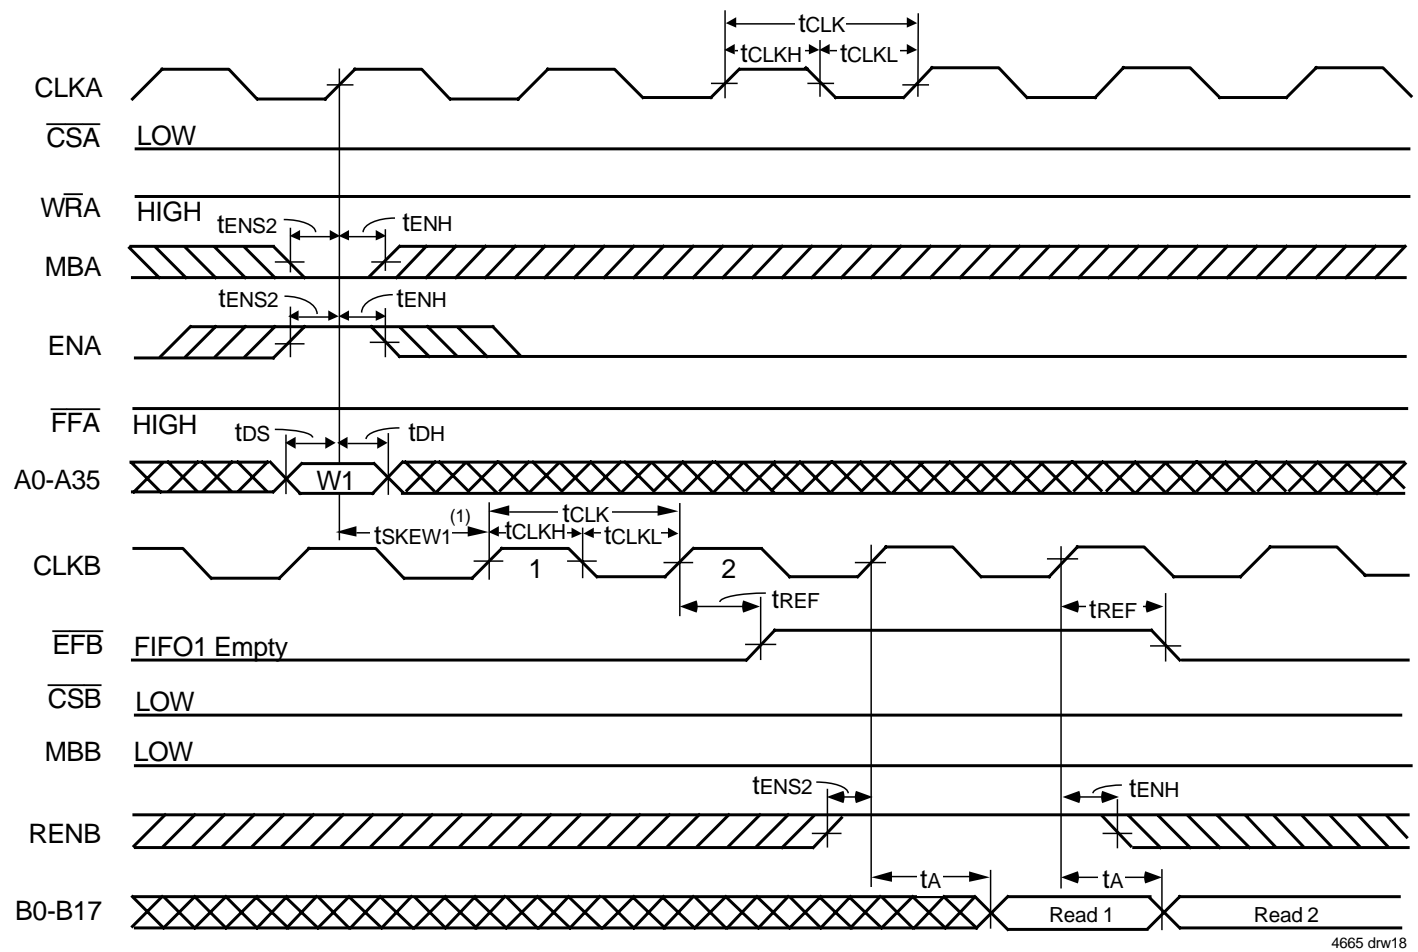 tCLK
tCLKH tCLKL
CLKA
CSA LOW
WRA HIGH
tENS2 tENH
MBA
tENS2 tENH
ENA
FFA HIGH
tDS tDH
A0-A35 W1
tSKEW1(1) tCLK
tCLKH tCLKL
CLKB 1 2
tREF tREF
EFB FIFO1 Empty
CSB LOW
MBB LOW
tENS2 tENH
RENB
tA tA
B0-B17 Read 1 Read 2
4665 drw18